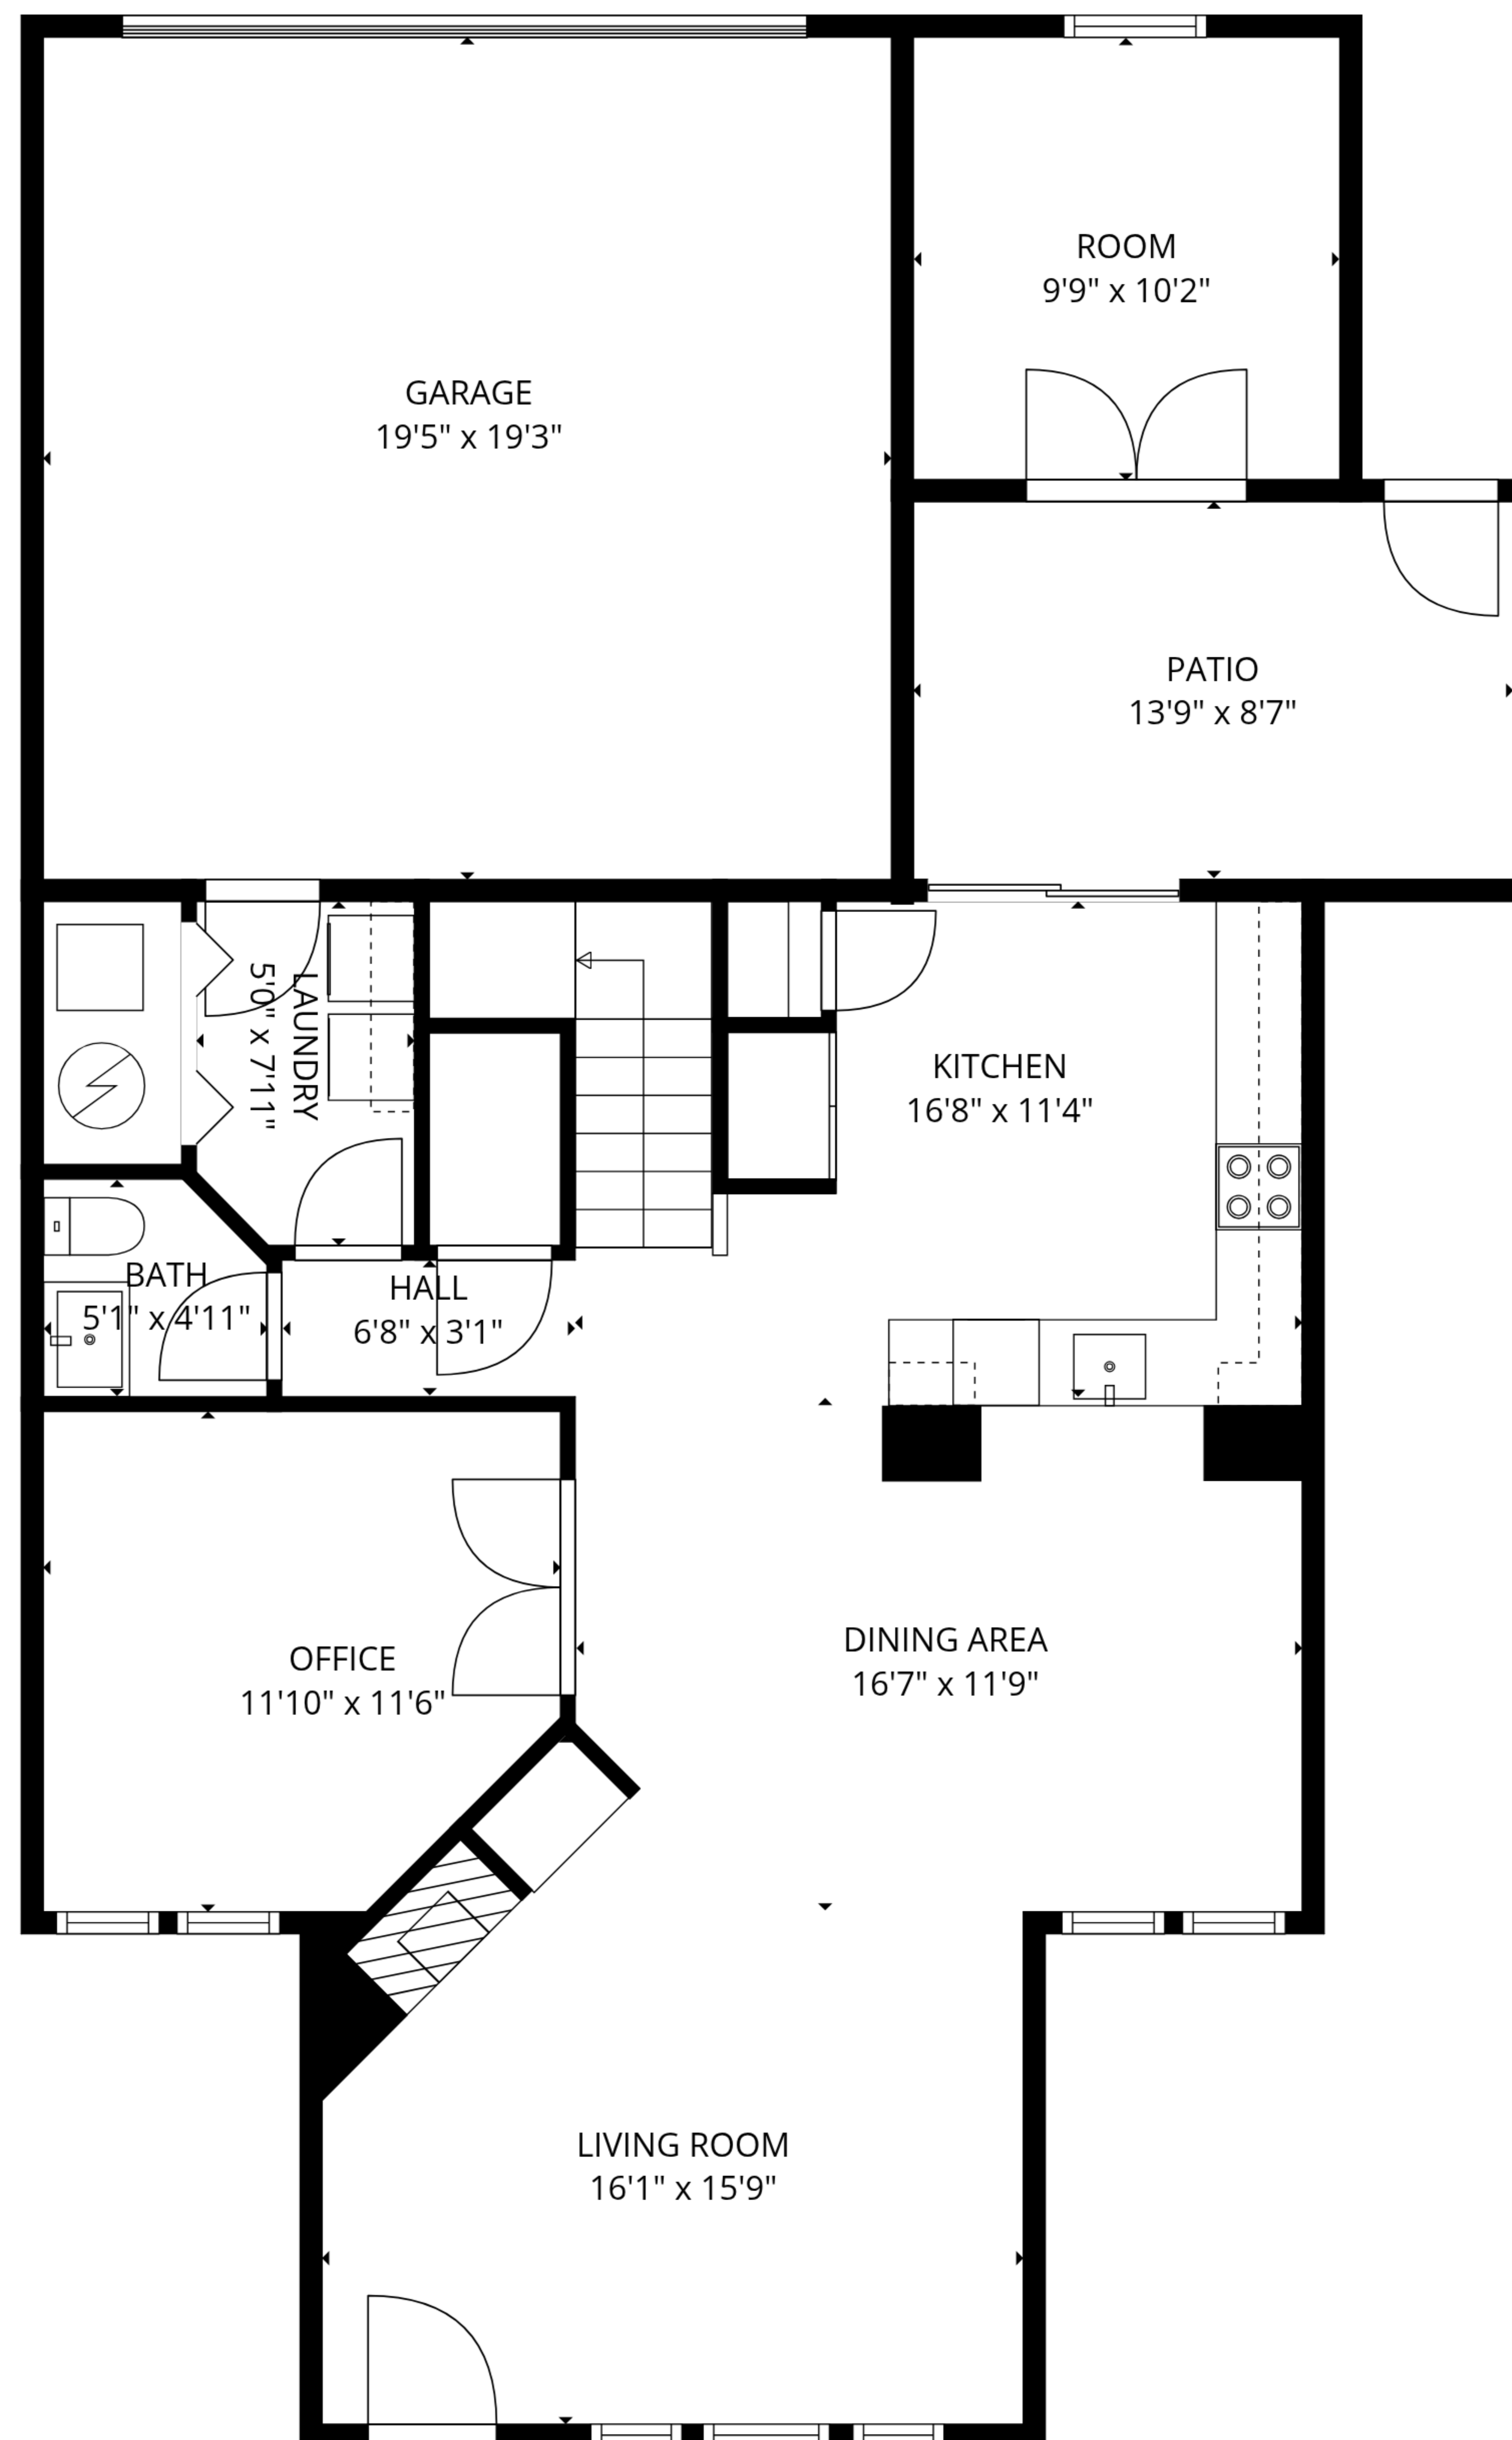 ROOM
9'9" x 10'2"
GARAGE
19'5" x 19'3"
PATIO
13'9" x 8'7"
LAUNDRY
5'0" x 7'11"
KITCHEN
16'8" x 11'4"
BATH
5'1" x 4'11"
HALL
6'8" x 3'1"
DINING AREA
16'7" x 11'9"
OFFICE
11'10" x 11'6"
LIVING ROOM
16'1" x 15'9"